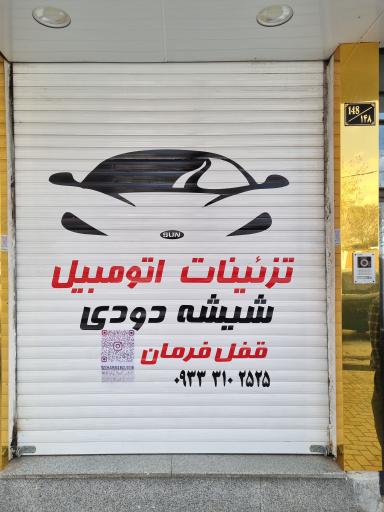 148
۱۴۸
SUN
تزئینات اتومبیل
شیشه دودی
قفل فرمان
۰۹۳۳ ۳۱۰ ۲۵۲۵